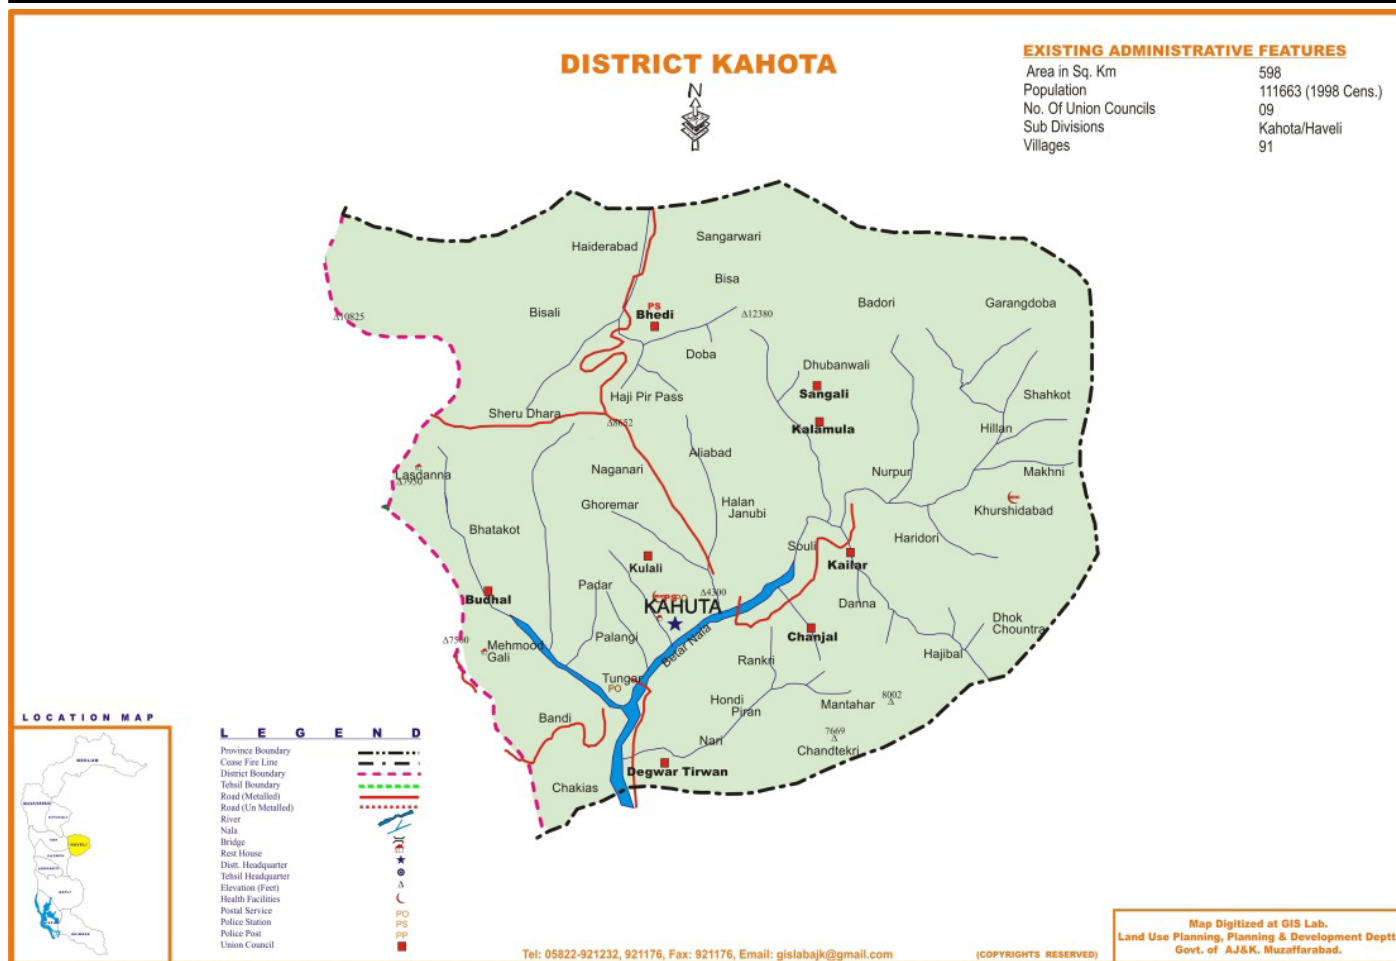 DISTRICT KAHOTA
N
EXISTING ADMINISTRATIVE FEATURES
Area in Sq. Km 598
Population 111663 (1998 Cens.)
No. Of Union Councils 09
Sub Divisions Kahota/Haveli
Villages 91
Haiderabad
Sangarwari
Bisa
Bisali
PS
Bhedi
Δ12380
Badori
Garangdoba
Δ10825
Doba
Dhubanwali
Sangali
Haji Pir Pass
Shahkot
Sheru Dhara
Δ8652
Kalamula
Hillan
Aliabad
Lasdanna
Δ7950
Naganari
Nurpur
Makhni
Ghoremar
Halan
Janubi
Khurshidabad
Bhatakot
Souli
Haridori
Kulali
Kailar
Padar
Budhal
PS
PO
Δ4300
KAHUTA
Danna
Dhok
Chountra
Palangi
Betar Nala
Chanjal
Δ7500
Mehmood
Gali
Hajibal
Rankri
Tungar
PO
Hondi
Piran
Mantahar
8002
Δ
Bandi
Nari
7669
Δ
Chandtekri
Degwar Tirwan
Chakias
LOCATION MAP
NEELUM
HAVELI
LEGEND
Province Boundary
Cease Fire Line
District Boundary
Tehsil Boundary
Road (Metalled)
Road (Un Metalled)
River
Nala
Bridge
Rest House
Distt. Headquarter
Tehsil Headquarter
Elevation (Feet) Δ
Health Facilities
Postal Service PO
Police Station PS
Police Post PP
Union Council
Tel: 05822-921232, 921176, Fax: 921176, Email: gislabajk@gmail.com
(COPYRIGHTS RESERVED)
Map Digitized at GIS Lab.
Land Use Planning, Planning & Development Deptt
Govt. of AJ&K. Muzaffarabad.